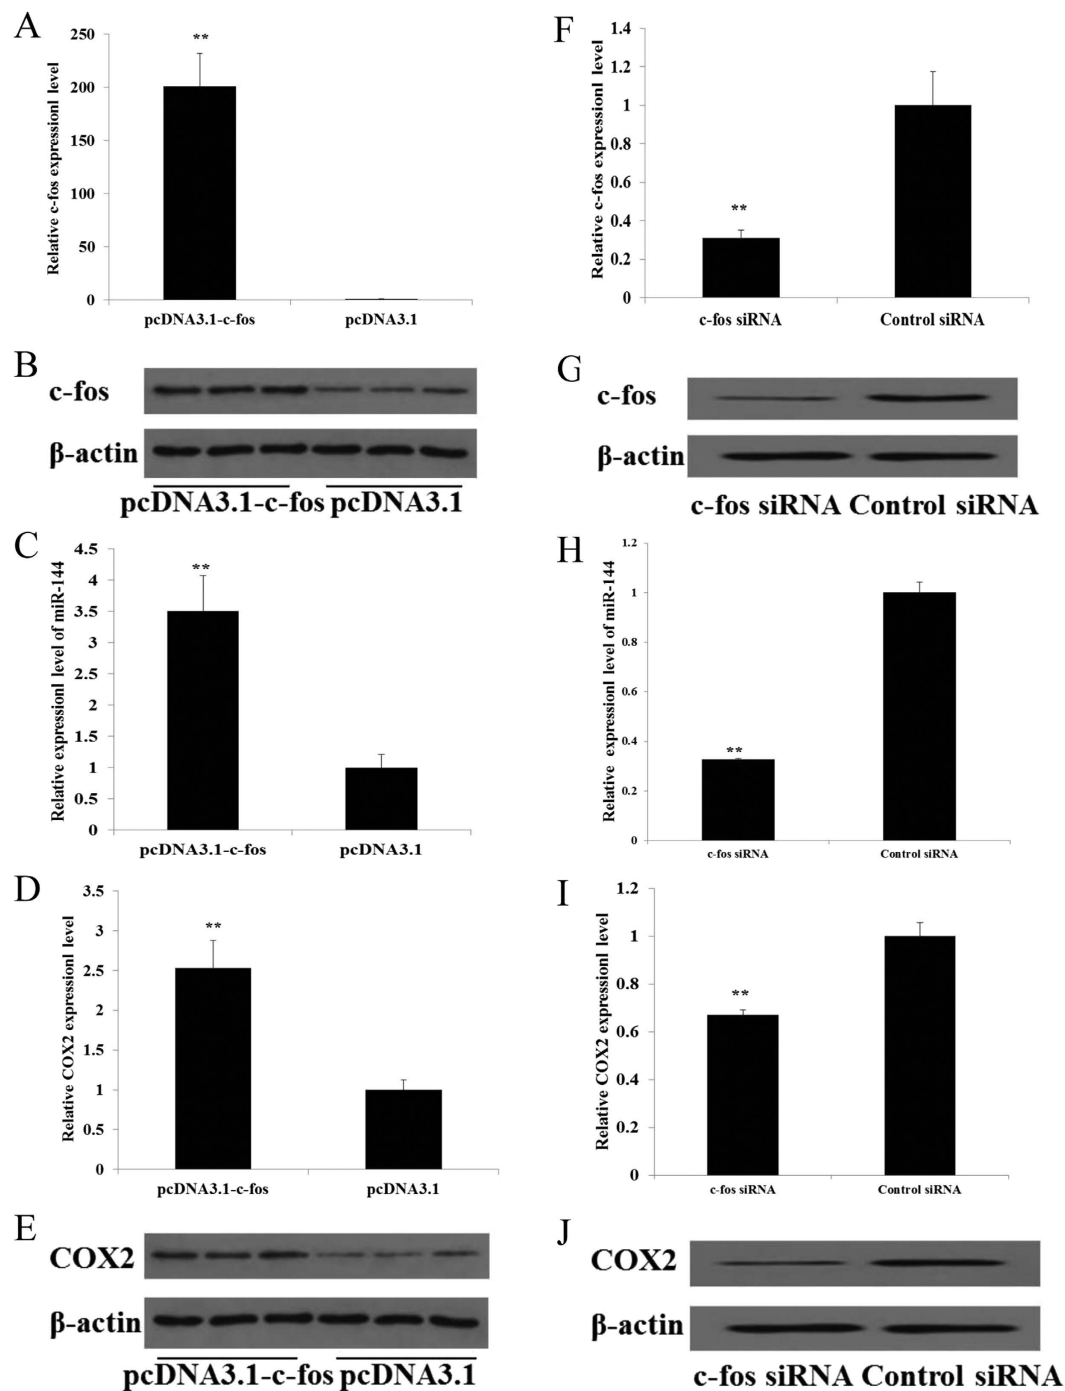 A
Relative c-fos expressionl level
250
200
150
100
50
0
**
pcDNA3.1-c-fos
pcDNA3.1
B
c-fos
β-actin
pcDNA3.1-c-fos pcDNA3.1
C
Relative expressionl level of miR-144
4.5
4
3.5
3
2.5
2
1.5
1
0.5
0
**
pcDNA3.1-c-fos
pcDNA3.1
D
Relative COX2 expressionl level
3.5
3
2.5
2
1.5
1
0.5
0
**
pcDNA3.1-c-fos
pcDNA3.1
E
COX2
β-actin
pcDNA3.1-c-fos pcDNA3.1
F
Relative c-fos expressionl level
1.4
1.2
1
0.8
0.6
0.4
0.2
0
**
c-fos siRNA
Control siRNA
G
c-fos
β-actin
c-fos siRNA Control siRNA
H
Relative expressionl level of miR-144
1.2
1
0.8
0.6
0.4
0.2
0
**
c-fos siRNA
Control siRNA
I
Relative COX2 expressionl level
1.2
1
0.8
0.6
0.4
0.2
0
**
c-fos siRNA
Control siRNA
J
COX2
β-actin
c-fos siRNA Control siRNA